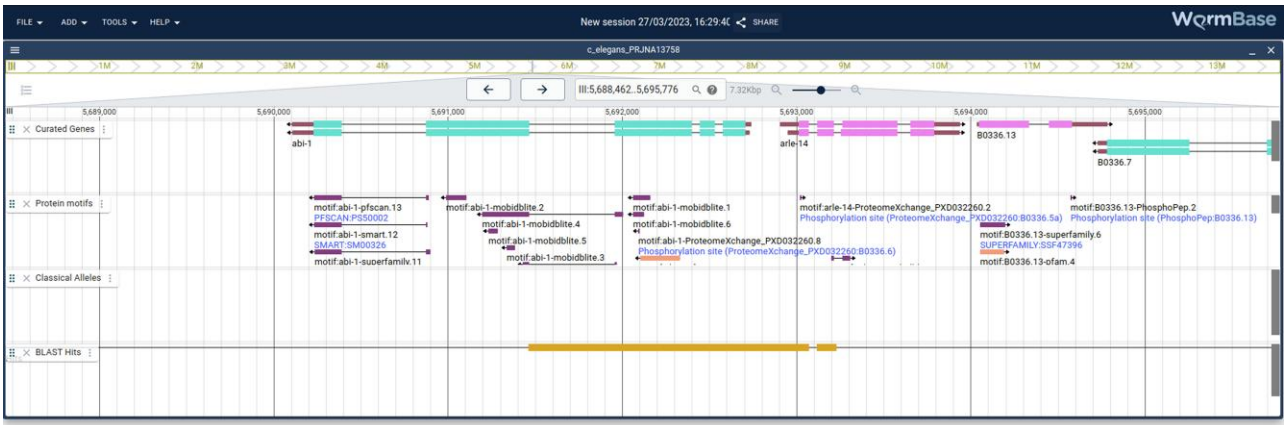 FILE ADD TOOLS HELP New session 27/03/2023, 16:29:40 SHARE WormBase
c_elegans_PRJNA13758
III 1M 2M 3M 4M 5M 6M 7M 8M 9M 10M 11M 12M 13M
III:5,688,462..5,695,776 7.32Kbp
III 5,689,000 5,690,000 5,691,000 5,692,000 5,693,000 5,694,000 5,695,000
Curated Genes
abi-1 arle-14 B0336.13
B0336.7
Protein motifs
motif:abi-1-pfscan.13 motif:abi-1-mobidblite.2 motif:abi-1-mobidblite.1 motif:arle-14-ProteomeXchange_PXD032260.2 motif:B0336.13-PhosphoPep.2
PFSCAN:PS50002 Phosphorylation site (ProteomeXchange_PXD032260:B0336.5a) Phosphorylation site (PhosphoPep:B0336.13)
motif:abi-1-mobidblite.4 motif:abi-1-mobidblite.6
motif:abi-1-smart.12 motif:B0336.13-superfamily.6
SMART:SM00326 motif:abi-1-mobidblite.5 motif:abi-1-ProteomeXchange_PXD032260.8 SUPERFAMILY:SSF47396
Phosphorylation site (ProteomeXchange_PXD032260:B0336.6)
motif:abi-1-superfamily.11 motif:abi-1-mobidblite.3 motif:B0336.13-pfam.4
Classical Alleles
BLAST Hits